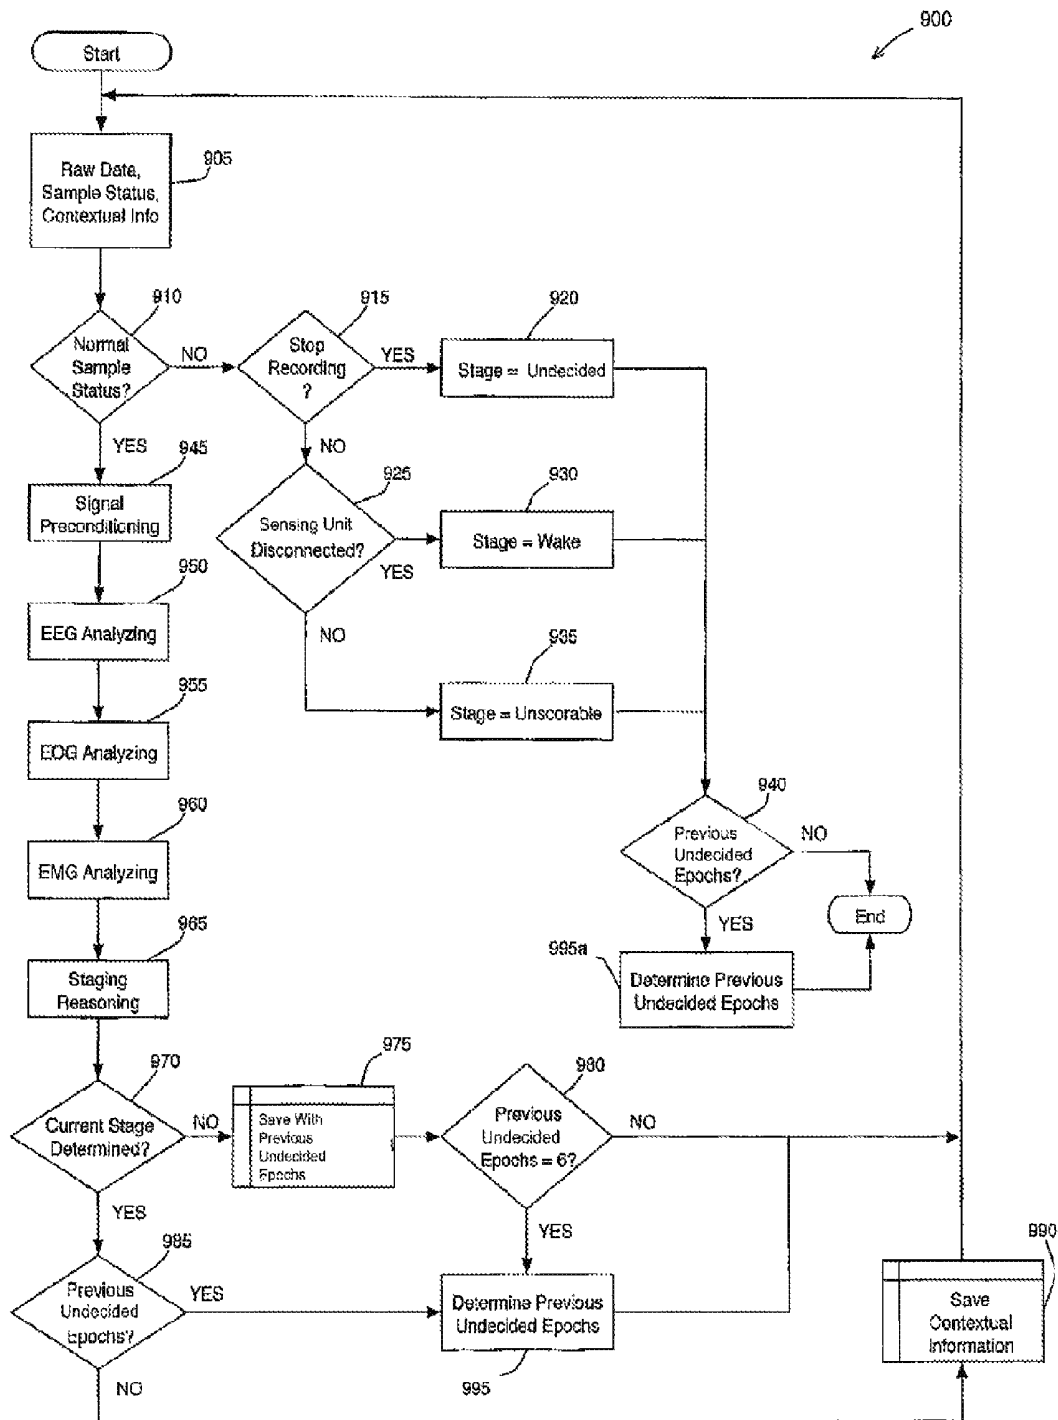 900
Start
905
Raw Data,
Sample Status,
Contextual Info
910
Normal
Sample
Status?
NO
YES
915
Stop
Recording
?
YES
NO
920
Stage = Undecided
925
Sensing Unit
Disconnected?
YES
NO
930
Stage = Wake
935
Stage = Unscorable
940
Previous
Undecided
Epochs?
NO
YES
End
995a
Determine Previous
Undecided Epochs
945
Signal
Preconditioning
950
EEG Analyzing
955
EOG Analyzing
960
EMG Analyzing
965
Staging
Reasoning
970
Current Stage
Determined?
NO
YES
975
Save With
Previous
Undecided
Epochs
980
Previous
Undecided
Epochs = 6?
NO
YES
985
Previous
Undecided
Epochs?
YES
NO
Determine Previous
Undecided Epochs
995
990
Save
Contextual
Information